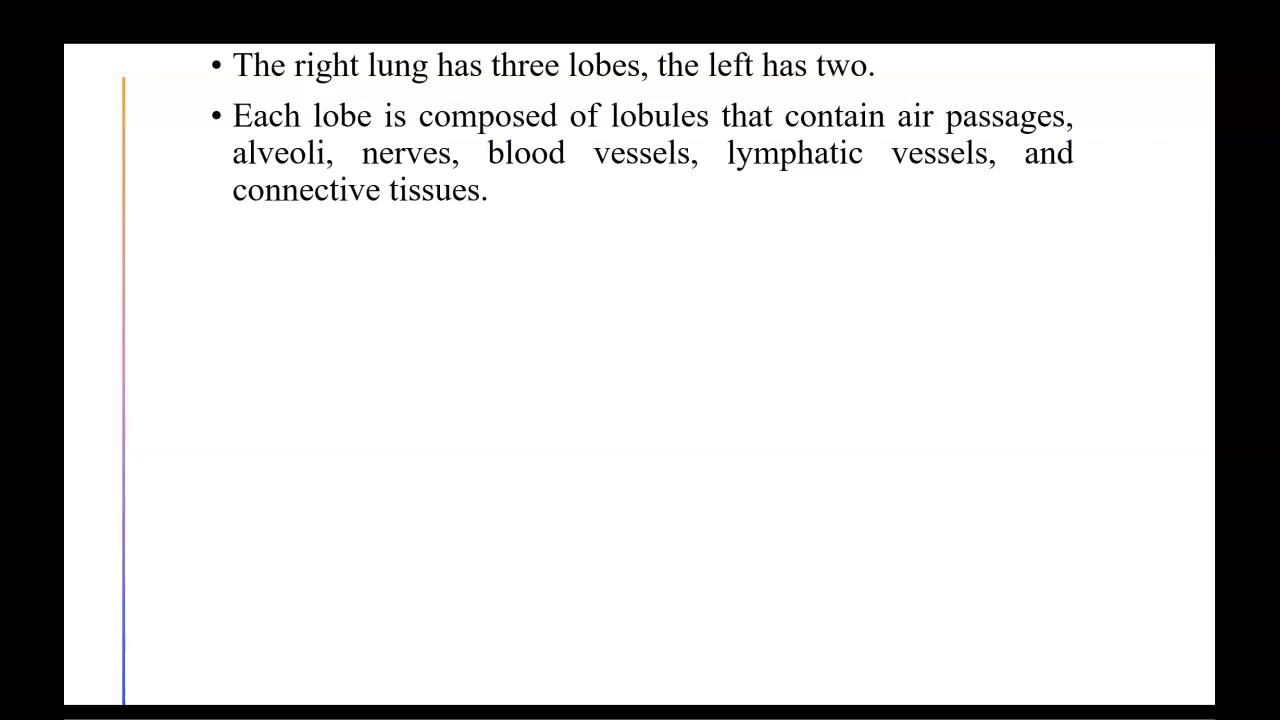 • The right lung has three lobes, the left has two.
• Each lobe is composed of lobules that contain air passages,
alveoli, nerves, blood vessels, lymphatic vessels, and
connective tissues.